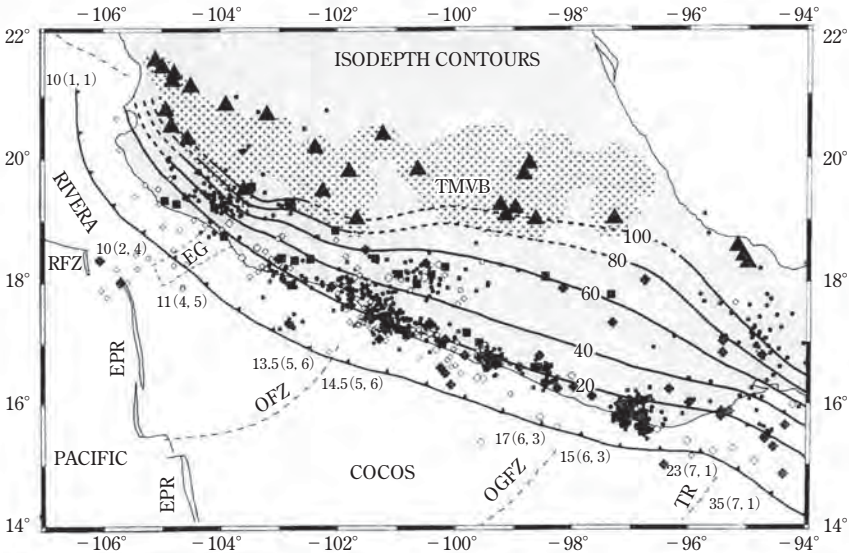 −106 −104 −102 −100 −98 −96 −94
22°
ISODEPTH CONTOURS
10(1, 1)
20°
20°
TMVB
RIVERA
100
10(2, 4)
EG
80
RFZ
18°
18°
11(4, 5)
60
EPR
40
13.5(5, 6)
14.5(5, 6)
20
OFZ
16°
16°
17(6, 3)
PACIFIC
15(6, 3)
COCOS
23(7, 1)
EPR
OGFZ
TR
35(7, 1)
14°
14°
−106 −104 −102 −100 −98 −96 −94
22°